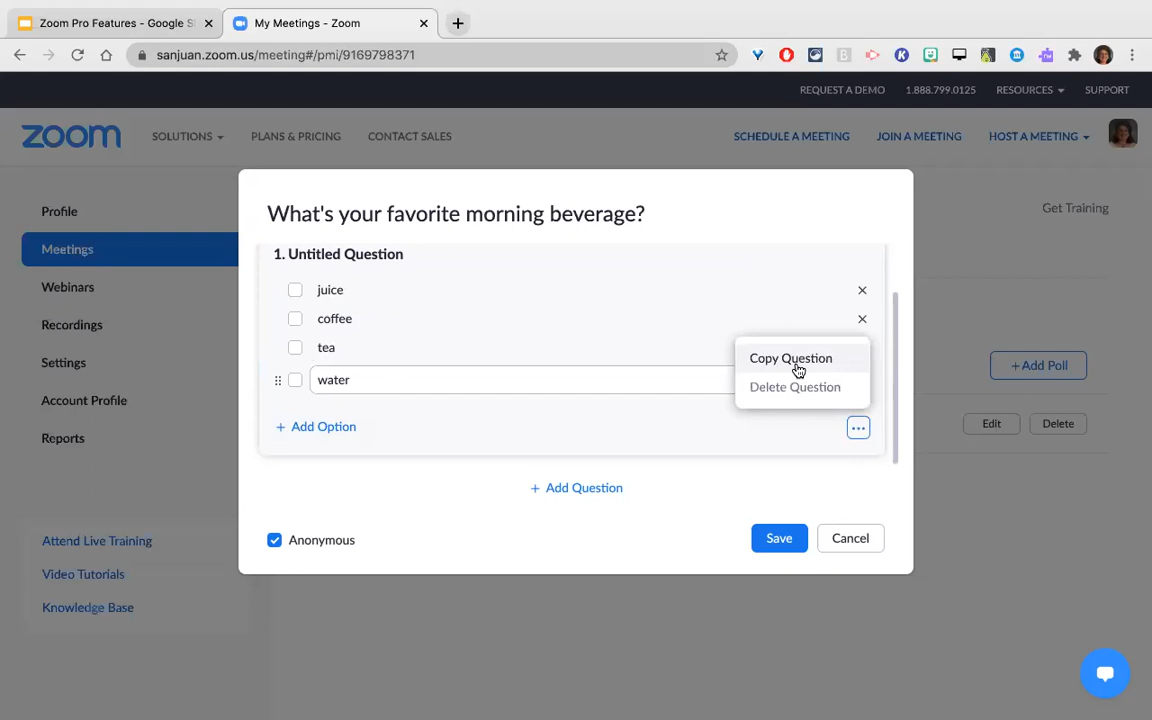 Zoom Pro Features - Google S
My Meetings - Zoom
sanjuan.zoom.us/meeting#/pmi/9169798371
REQUEST A DEMO 1.888.799.0125 RESOURCES SUPPORT
zoom SOLUTIONS PLANS & PRICING CONTACT SALES SCHEDULE A MEETING JOIN A MEETING HOST A MEETING
Profile
Meetings
Webinars
Recordings
Settings
Account Profile
Reports
Attend Live Training
Video Tutorials
Knowledge Base
Get Training
What's your favorite morning beverage?
1. Untitled Question
juice
coffee
tea
water
Copy Question
Delete Question
+ Add Option
+ Add Question
Anonymous
Save Cancel
+ Add Poll
Edit Delete